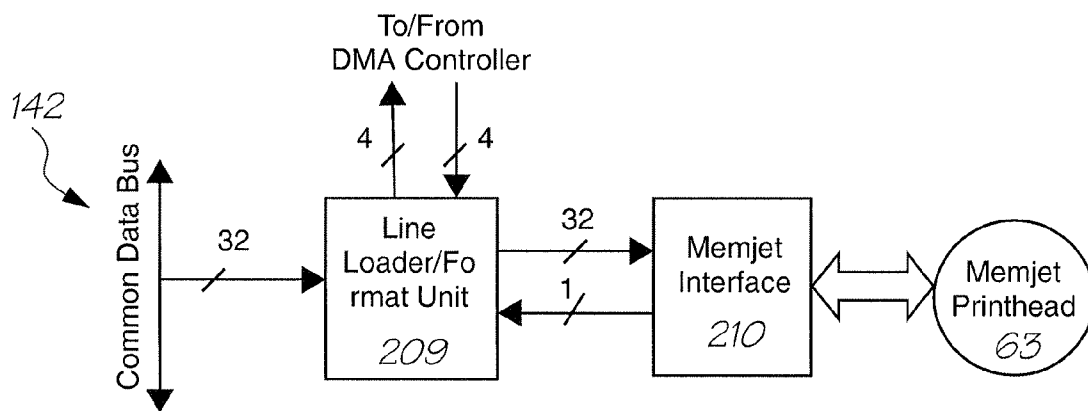 To/From
DMA Controller
142
4
4
Common Data Bus
32
Line
Loader/Fo
rmat Unit
209
32
1
Memjet
Interface
210
Memjet
Printhead
63